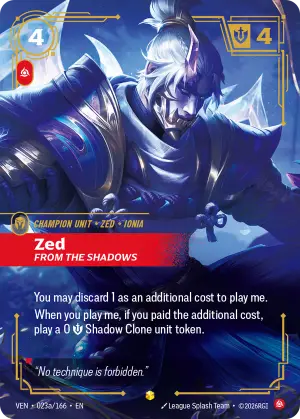 4
4
CHAMPION UNIT • ZED • IONIA
Zed
FROM THE SHADOWS
You may discard 1 as an additional cost to play me.
When you play me, if you paid the additional cost,
play a 0 Shadow Clone unit token.
"No technique is forbidden."
VEN • 023a/166 • EN
League Splash Team • ©2026RGI